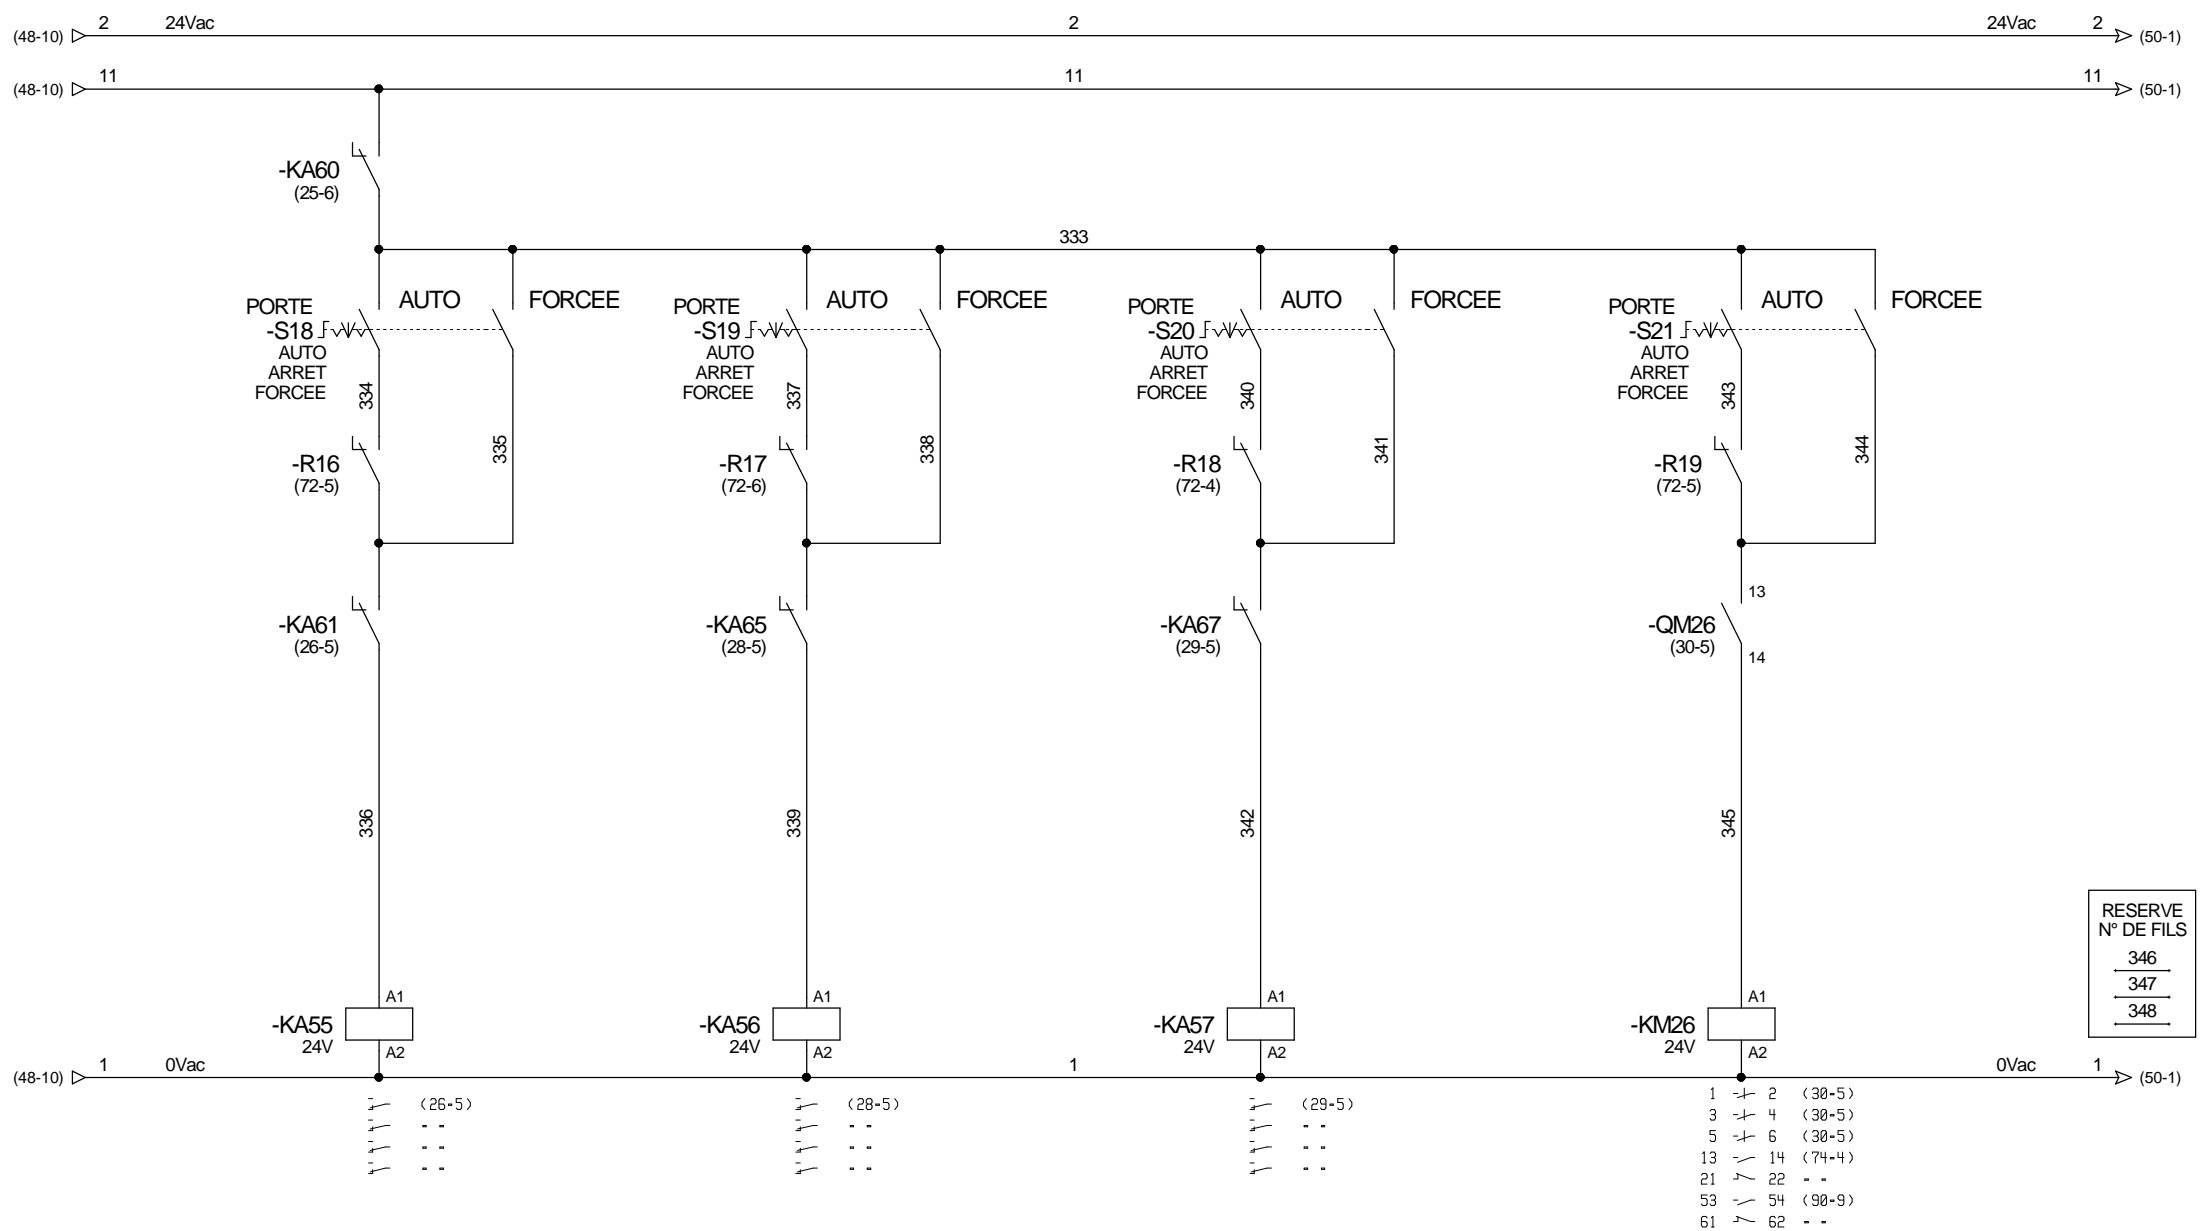 2 24Vac 2 24Vac 2
(48-10) (50-1)
11 11 11
(48-10) (50-1)
-KA60
(25-6)
333
PORTE AUTO FORCEE PORTE AUTO FORCEE PORTE AUTO FORCEE PORTE AUTO FORCEE
-S18 -S19 -S20 -S21
AUTO AUTO AUTO AUTO
ARRET ARRET ARRET ARRET
FORCEE FORCEE FORCEE FORCEE
334 337 340 343
335 338 341 344
-R16 -R17 -R18 -R19
(72-5) (72-6) (72-4) (72-5)
13
-KA61 -KA65 -KA67 -QM26
(26-5) (28-5) (29-5) (30-5)
14
336 339 342 345
RESERVE
N° DE FILS
346
347
348
A1 A1 A1 A1
-KA55 -KA56 -KA57 -KM26
24V 24V 24V 24V
A2 A2 A2 A2
1 0Vac 1 0Vac 1
(48-10) (50-1)
(26-5) (28-5) (29-5)
- - - - - -
- - - - - -
- - - - - -
1 2 (30-5)
3 4 (30-5)
5 6 (30-5)
13 14 (74-4)
21 22 - -
53 54 (90-9)
61 62 - -